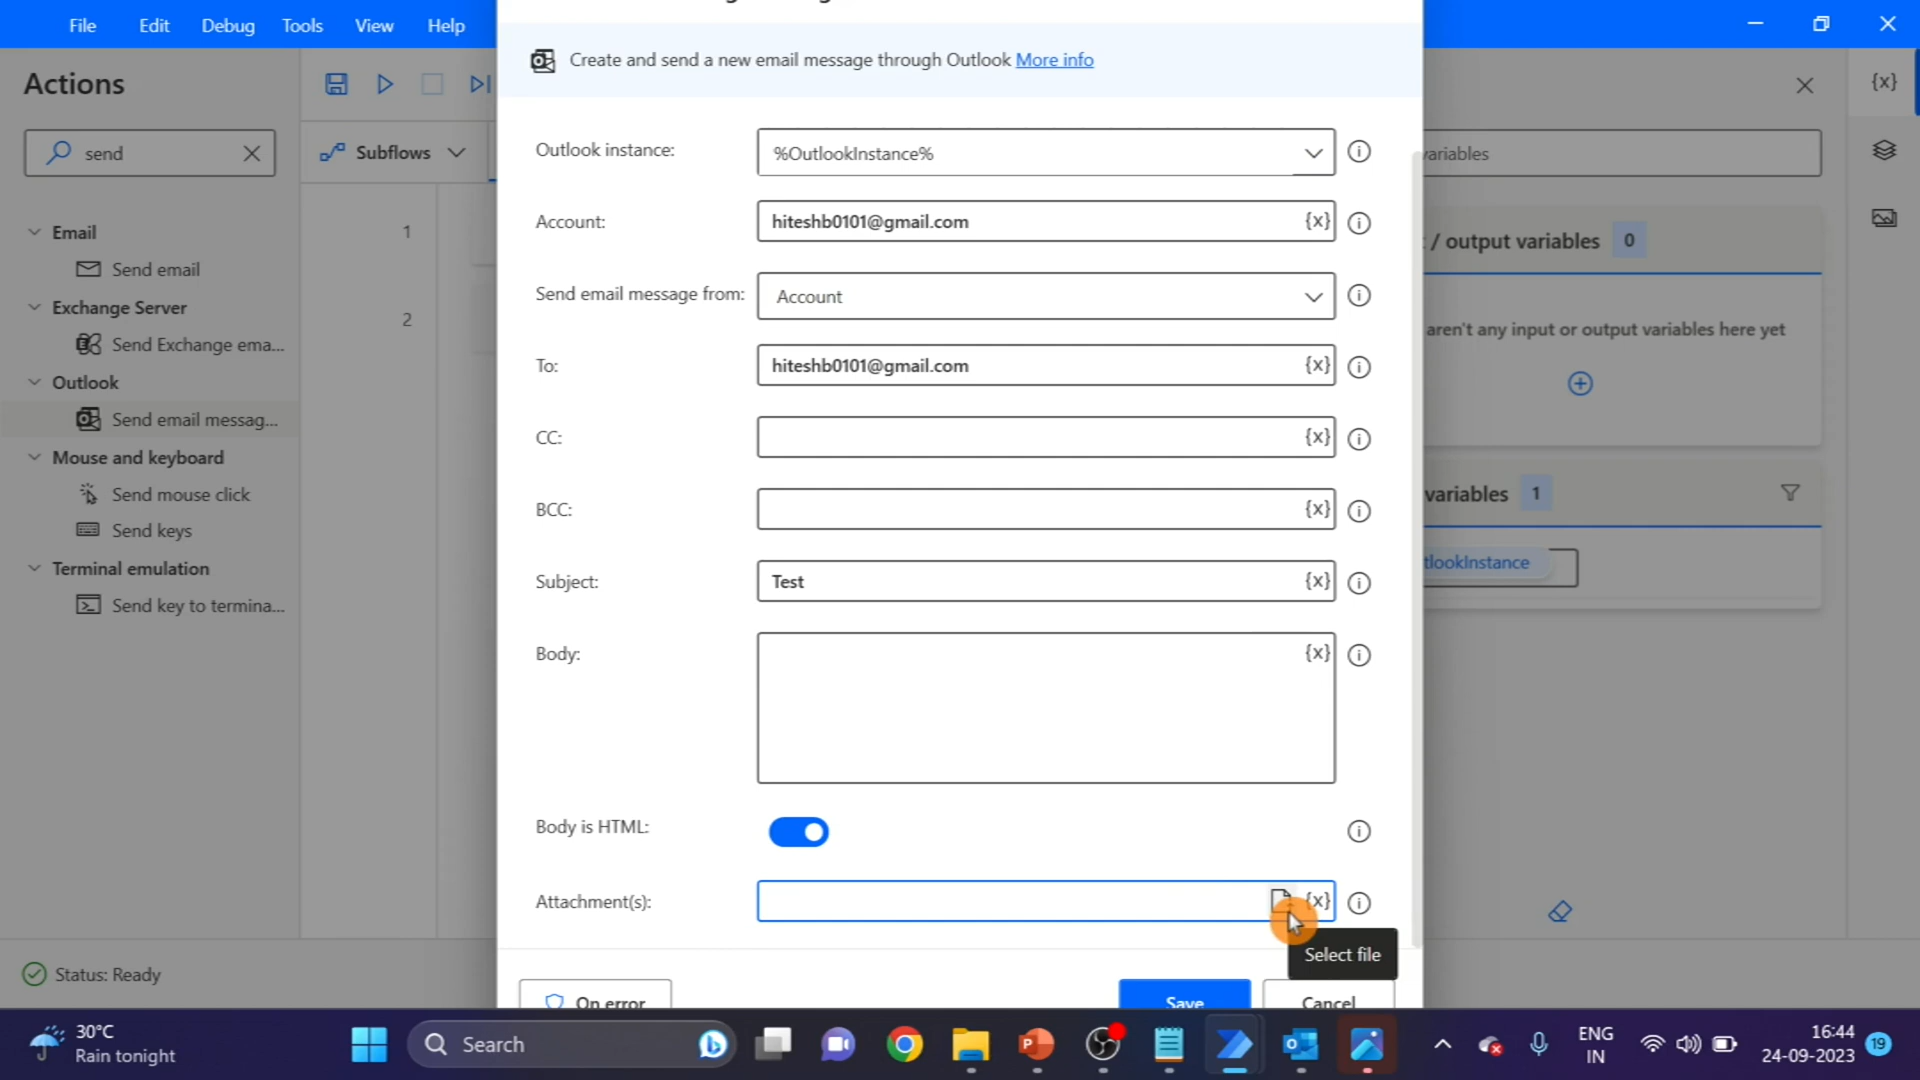 File Edit Debug Tools View Help
Actions
send
Subflows
Email
Send email
Exchange Server
Send Exchange ema...
Outlook
Send email messag...
Mouse and keyboard
Send mouse click
Send keys
Terminal emulation
Send key to termina...
1
2
Status: Ready
Create and send a new email message through Outlook More info
Outlook instance: %OutlookInstance%
Account: hiteshb0101@gmail.com {x}
Send email message from: Account
To: hiteshb0101@gmail.com {x}
CC: {x}
BCC: {x}
Subject: Test {x}
Body: {x}
Body is HTML:
Attachment(s): {x}
Select file
On error Save Cancel
{x}
variables
/ output variables 0
aren't any input or output variables here yet
variables 1
tlookInstance
30°C
Rain tonight
Search
ENG
IN
16:44
24-09-2023
19